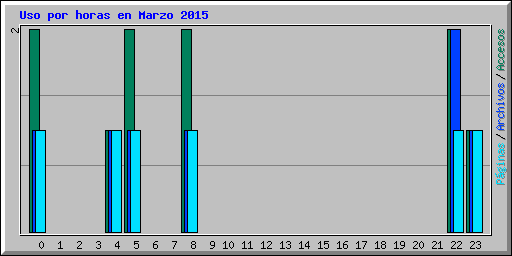 Uso por horas en Marzo 2015
2
Páginas / Archivos / Accesos
0 1 2 3 4 5 6 7 8 9 10 11 12 13 14 15 16 17 18 19 20 21 22 23